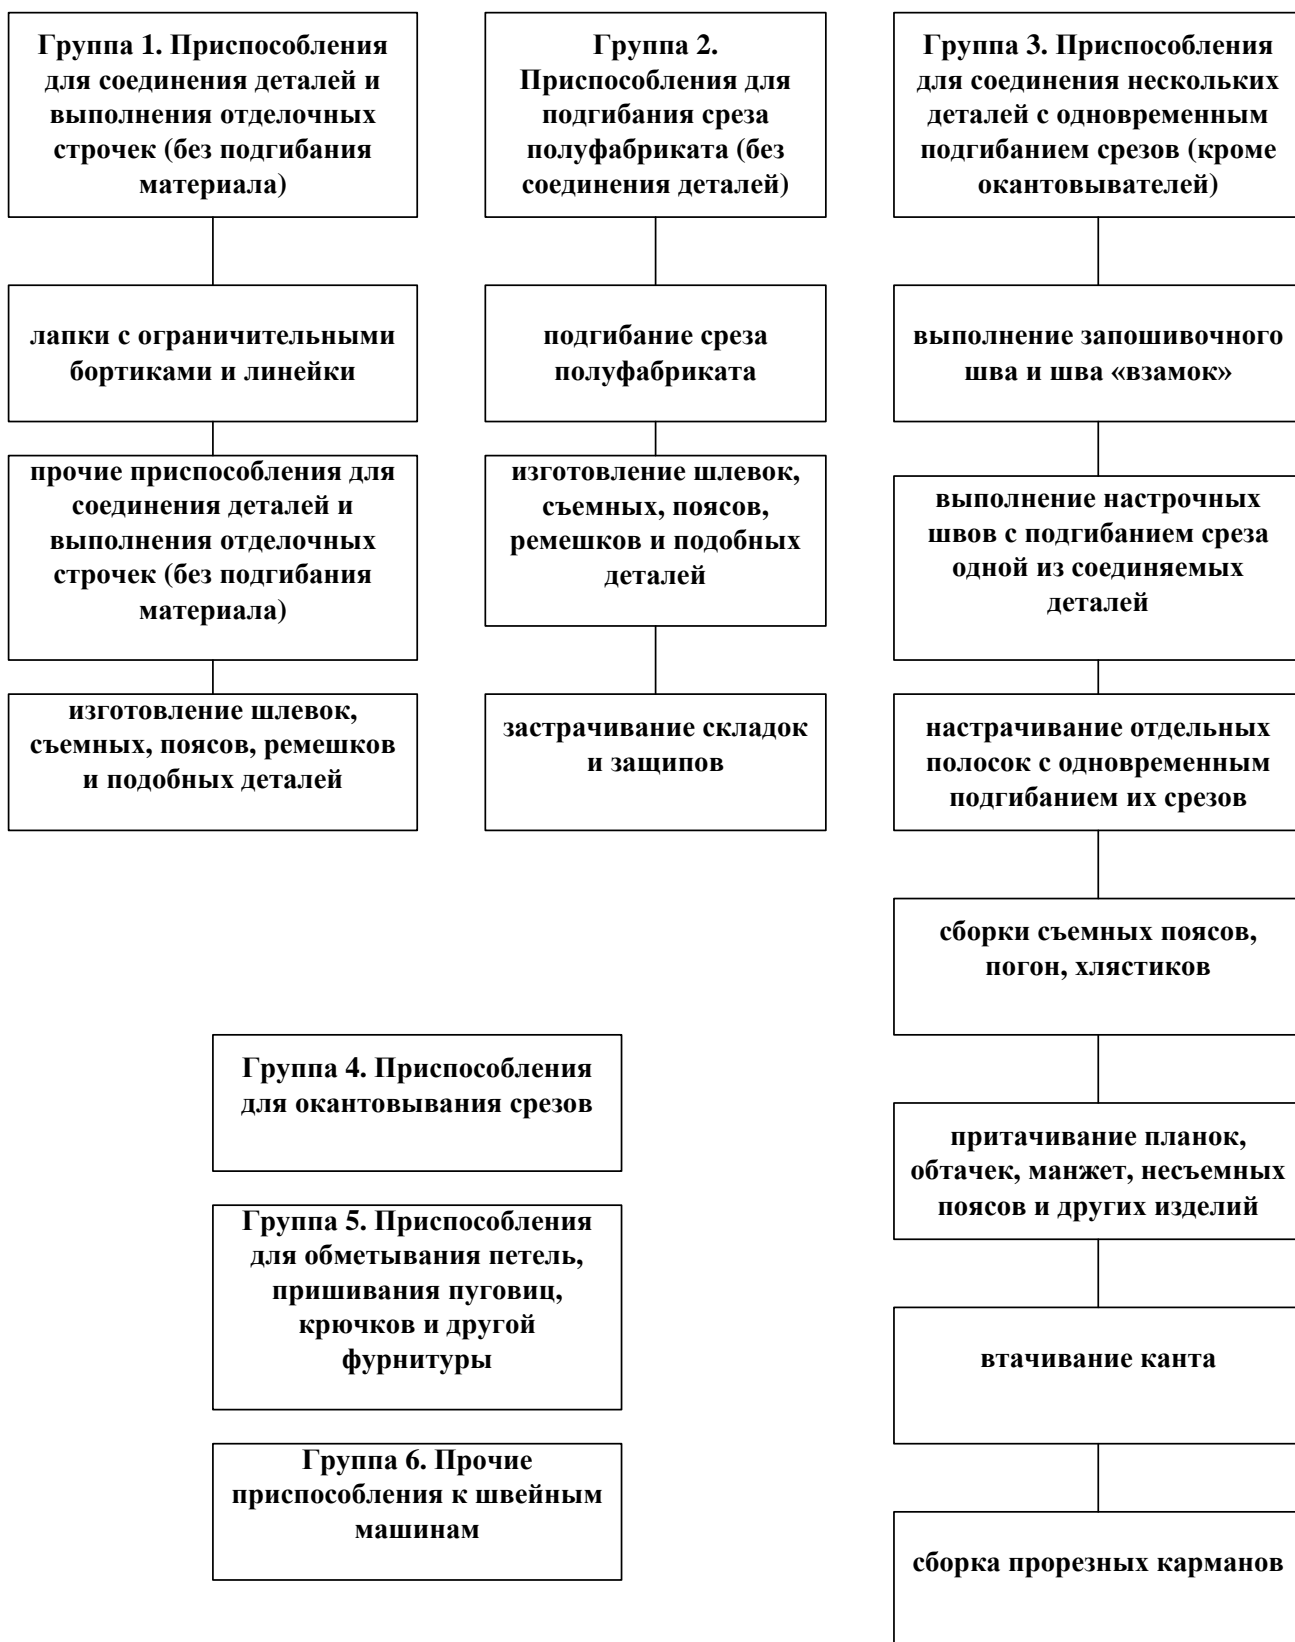 Группа 1. Приспособления
для соединения деталей и
выполнения отделочных
строчек (без подгибания
материала)
лапки с ограничительными
бортиками и линейки
прочие приспособления для
соединения деталей и
выполнения отделочных
строчек (без подгибания
материала)
изготовление шлевок,
съемных, поясов, ремешков
и подобных деталей
Группа 2.
Приспособления для
подгибания среза
полуфабриката (без
соединения деталей)
подгибание среза
полуфабриката
изготовление шлевок,
съемных, поясов,
ремешков и подобных
деталей
застрачивание складок
и защипов
Группа 3. Приспособления
для соединения нескольких
деталей с одновременным
подгибанием срезов (кроме
окантовывателей)
выполнение запошивочного
шва и шва «взамок»
выполнение настрочных
швов с подгибанием среза
одной из соединяемых
деталей
настрачивание отдельных
полосок с одновременным
подгибанием их срезов
сборки съемных поясов,
погон, хлястиков
притачивание планок,
обтачек, манжет, несъемных
поясов и других изделий
втачивание канта
сборка прорезных карманов
Группа 4. Приспособления
для окантовывания срезов
Группа 5. Приспособления
для обметывания петель,
пришивания пуговиц,
крючков и другой
фурнитуры
Группа 6. Прочие
приспособления к швейным
машинам